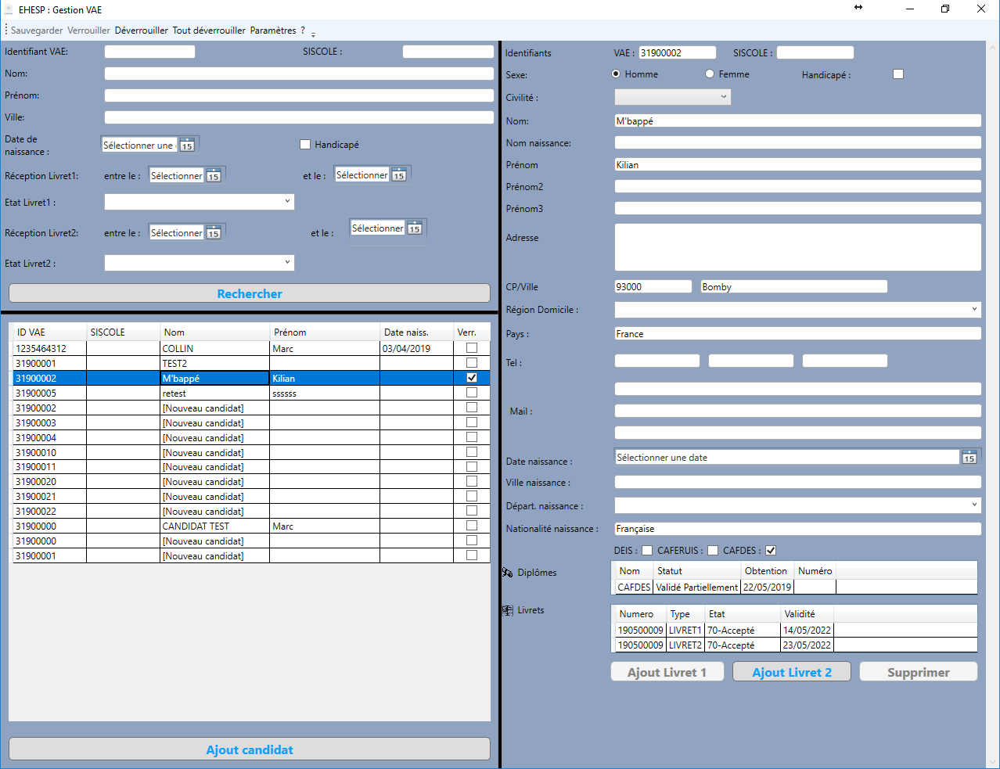 EHESP : Gestion VAE
Sauvegarder Verrouiller Déverrouiller Tout déverrouiller Paramètres ?
Identifiant VAE: SISCOLE :
Nom:
Prénom:
Ville:
Date de naissance : Sélectionner une 15 Handicapé
Réception Livret1: entre le : Sélectionner 15 et le : Sélectionner 15
Etat Livret1 :
Réception Livret2: entre le : Sélectionner 15 et le : Sélectionner 15
Etat Livret2 :
Rechercher
ID VAE SISCOLE Nom Prénom Date naiss. Verr.
1235464312 COLLIN Marc 03/04/2019
31900001 TEST2
31900002 M'bappé Kilian
31900005 retest ssssss
31900002 [Nouveau candidat]
31900003 [Nouveau candidat]
31900004 [Nouveau candidat]
31900010 [Nouveau candidat]
31900011 [Nouveau candidat]
31900020 [Nouveau candidat]
31900021 [Nouveau candidat]
31900022 [Nouveau candidat]
31900000 CANDIDAT TEST Marc
31900000 [Nouveau candidat]
31900001 [Nouveau candidat]
Ajout candidat
Identifiants VAE : 31900002 SISCOLE :
Sexe: Homme Femme Handicapé :
Civilité :
Nom: M'bappé
Nom naissance:
Prénom Kilian
Prénom2
Prénom3
Adresse
CP/Ville 93000 Bomby
Région Domicile :
Pays : France
Tel :
Mail :
Date naissance : Sélectionner une date 15
Ville naissance :
Départ. naissance :
Nationalité naissance : Française
DEIS : CAFERUIS : CAFDES :
Diplômes
Nom Statut Obtention Numéro
CAFDES Validé Partiellement 22/05/2019
Livrets
Numero Type Etat Validité
190500009 LIVRET1 70-Accepté 14/05/2022
190500009 LIVRET2 70-Accepté 23/05/2022
Ajout Livret 1 Ajout Livret 2 Supprimer